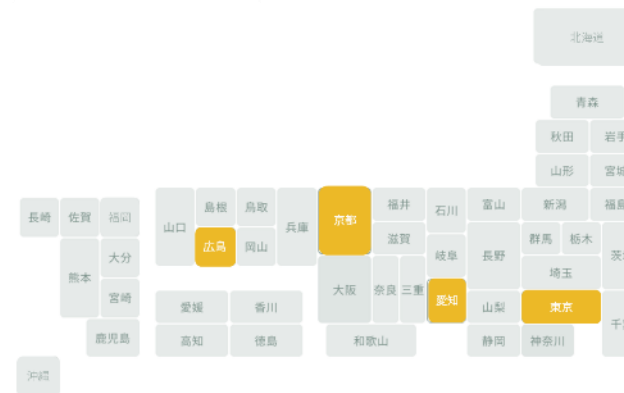 北海道
青森
秋田 岩手
山形 宮城
長崎 佐賀 福岡 山口 島根 鳥取 兵庫 京都 福井 石川 富山 新潟 福島
広島 岡山 滋賀 岐阜 長野 群馬 栃木
熊本 大分 埼玉
宮崎 愛媛 香川 大阪 奈良 三重 愛知 山梨 東京
鹿児島 高知 徳島 和歌山 静岡 神奈川
沖縄